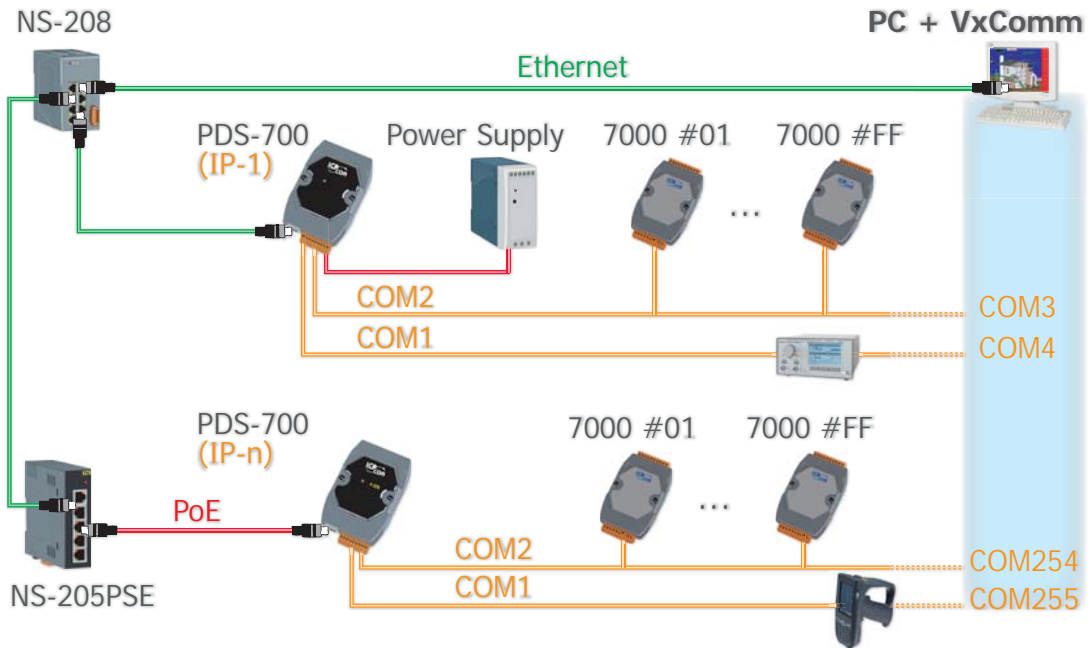 NS-208
PC + VxComm
Ethernet
PDS-700
(IP-1)
Power Supply
7000 #01
7000 #FF
...
COM2
COM3
COM1
COM4
PDS-700
(IP-n)
7000 #01
7000 #FF
...
PoE
COM2
COM254
COM1
COM255
NS-205PSE